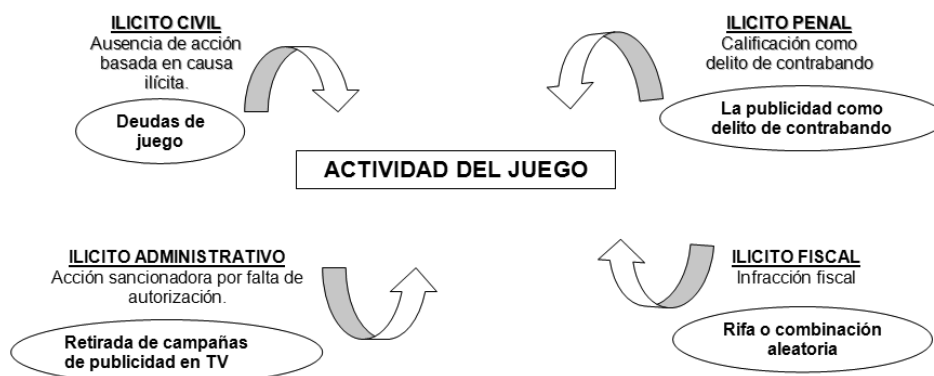 ILICITO CIVIL
Ausencia de acción
basada en causa
ilícita.
Deudas de
juego
ILICITO PENAL
Calificación como
delito de contrabando
La publicidad como
delito de contrabando
ACTIVIDAD DEL JUEGO
ILICITO ADMINISTRATIVO
Acción sancionadora por falta de
autorización.
Retirada de campañas
de publicidad en TV
ILICITO FISCAL
Infracción fiscal
Rifa o combinación
aleatoria